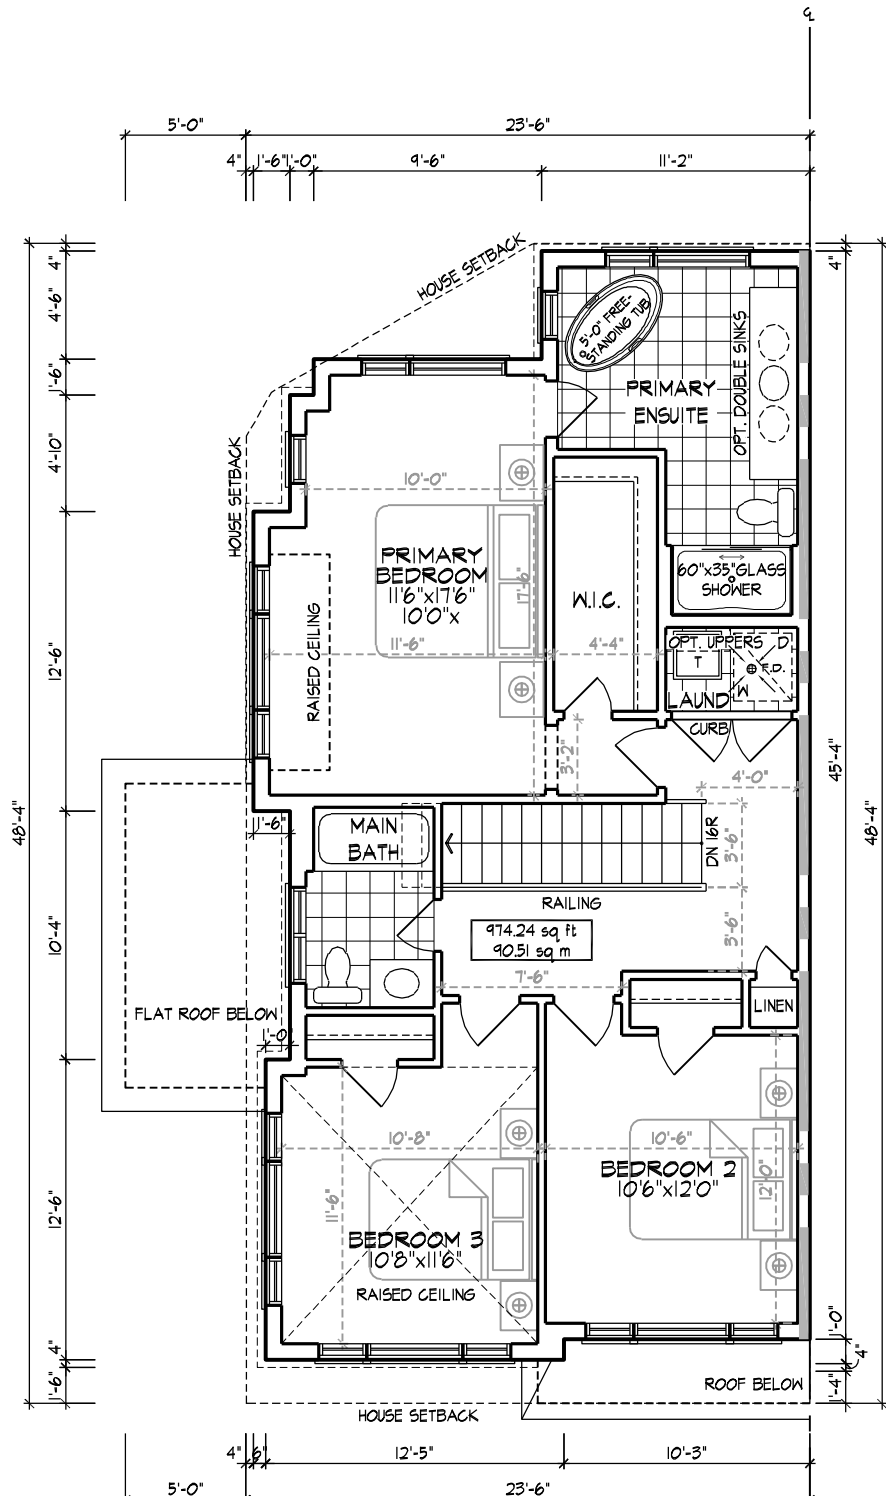 ℄
5'-0"
23'-6"
4"
1'-6"
1'-0"
9'-6"
11'-2"
HOUSE SETBACK
4"
4'-6"
1'-6"
4'-10"
12'-6"
10'-4"
12'-6"
4"
1'-6"
48'-4"
4"
45'-4"
48'-4"
1'-0"
4"
1'-4"
HOUSE SETBACK
5'-0" FREE-
STANDING TUB
OPT. DOUBLE SINKS
PRIMARY
ENSUITE
10'-0"
PRIMARY
BEDROOM
11'6"x17'6"
10'0"x
17'-6"
11'-6"
RAISED CEILING
W.I.C.
4'-4"
60"x35"GLASS
SHOWER
OPT. UPPERS
D
T
F.D.
W
LAUND
CURB
3'-2"
4'-0"
1'-6"
MAIN
BATH
DN 16R
3'-6"
RAILING
974.24 sq ft
90.51 sq m
3'-6"
7'-6"
FLAT ROOF BELOW
1'-0"
LINEN
10'-8"
10'-6"
BEDROOM 2
10'6"x12'0"
12'-0"
11'-6"
BEDROOM 3
10'8"x11'6"
RAISED CEILING
ROOF BELOW
HOUSE SETBACK
4"
6"
12'-5"
10'-3"
5'-0"
23'-6"